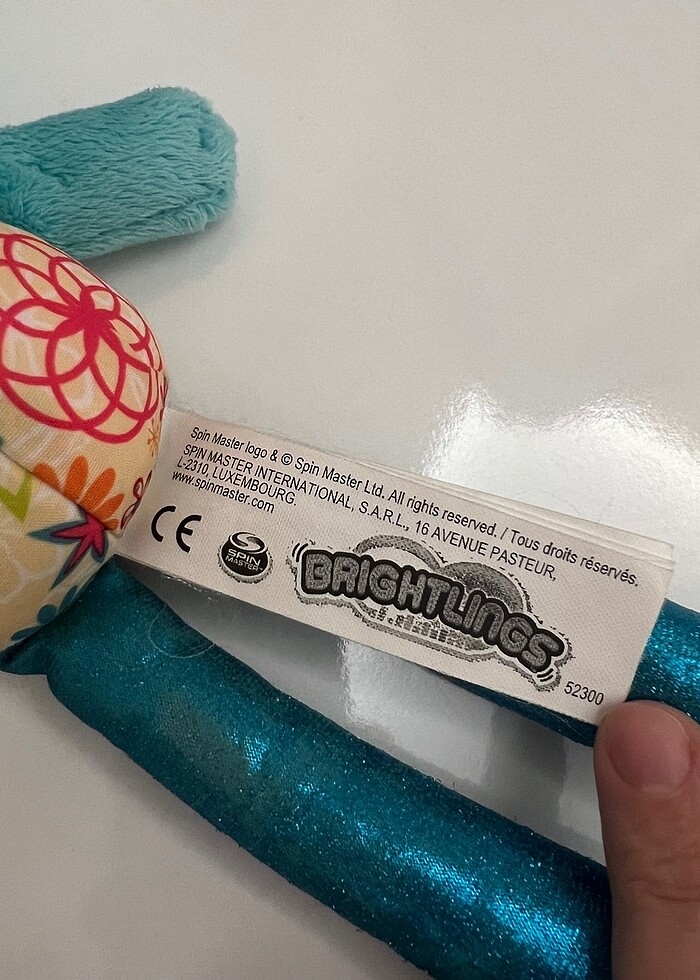 Spin Master logo & © Spin Master Ltd. All rights reserved. / Tous droits réservés.
SPIN MASTER INTERNATIONAL, S.A.R.L., 16 AVENUE PASTEUR,
L-2310, LUXEMBOURG.
www.spinmaster.com
CE
SPIN
MASTER™
BRIGHTLINGS
52300